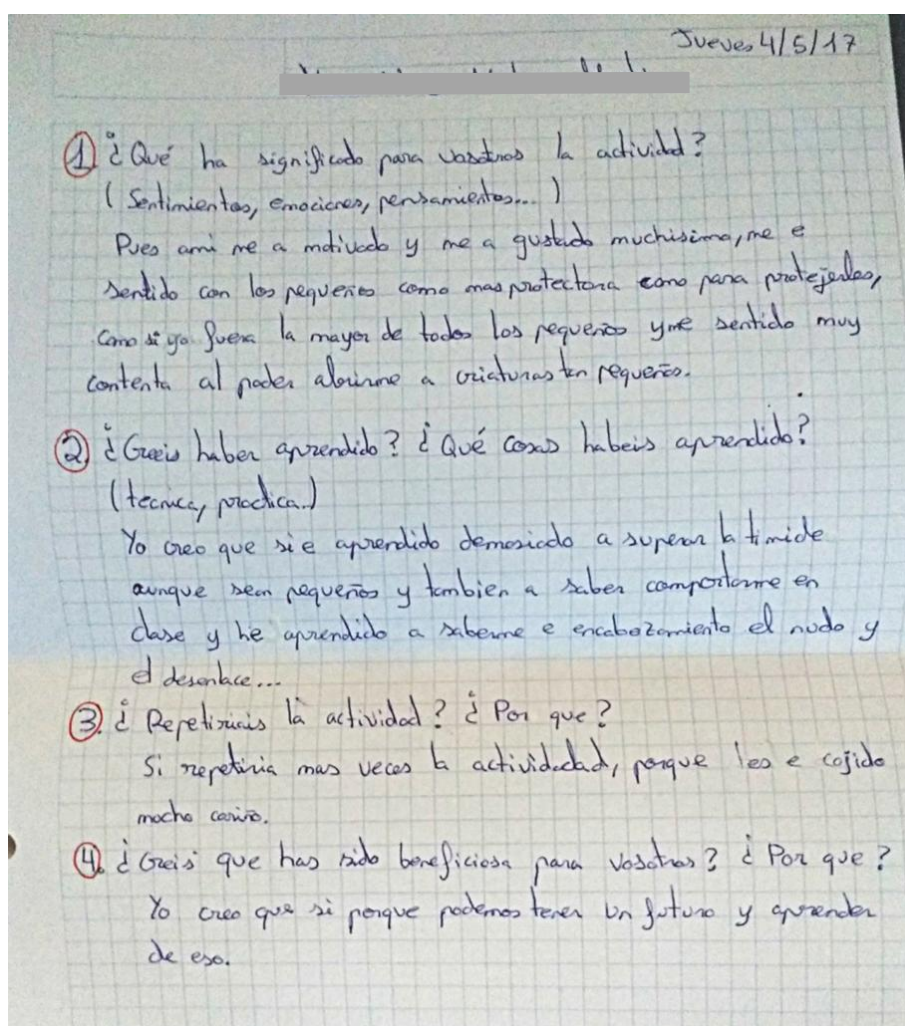 Jueves 4/5/17
1 ¿Qué ha significado para vosotros la actividad?
(Sentimientos, emociones, pensamientos... )
Pues ami me a motivado y me a gustado muchisimo, me e
sentido con los pequeños como mas protectora como para protejerlos,
como si yo fuera la mayor de todos los pequeños y me sentido muy
contenta al poder abrirme a criaturas tan pequeñas.
2) ¿Creeis haber aprendido? ¿Qué cosas habeis aprendido?
(tecnica, practica..)
Yo creo que si e aprendido demasiado a superar la timide
aunque sean pequeños y tambien a saber comportarme en
clase y he aprendido a saberme e encabezamiento el nudo y
el desenlace...
3. ¿Repetiriais la actividad? ¿Por que?
Si repetiria mas veces la actividadad, porque les e cojido
mucho cariño.
4. ¿Creis que has sido beneficiosa para vosotros? ¿Por que?
Yo creo que si porque podemos tener un futuro y aprender
de eso.